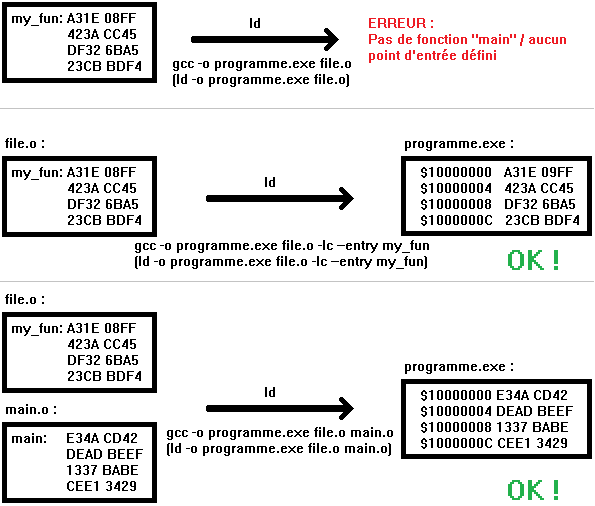 my_fun: A31E 08FF
423A CC45
DF32 6BA5
23CB BDF4
ld
gcc -o programme.exe file.o
(ld -o programme.exe file.o)
ERREUR :
Pas de fonction "main" / aucun
point d'entrée défini
file.o :
my_fun: A31E 08FF
423A CC45
DF32 6BA5
23CB BDF4
ld
gcc -o programme.exe file.o -lc –entry my_fun
(ld -o programme.exe file.o -lc –entry my_fun)
programme.exe :
$10000000 A31E 09FF
$10000004 423A CC45
$10000008 DF32 6BA5
$1000000C 23CB BDF4
OK !
file.o :
my_fun: A31E 08FF
423A CC45
DF32 6BA5
23CB BDF4
main.o :
main: E34A CD42
DEAD BEEF
1337 BABE
CEE1 3429
ld
gcc -o programme.exe file.o main.o
(ld -o programme.exe file.o main.o)
programme.exe :
$10000000 E34A CD42
$10000004 DEAD BEEF
$10000008 1337 BABE
$1000000C CEE1 3429
OK !